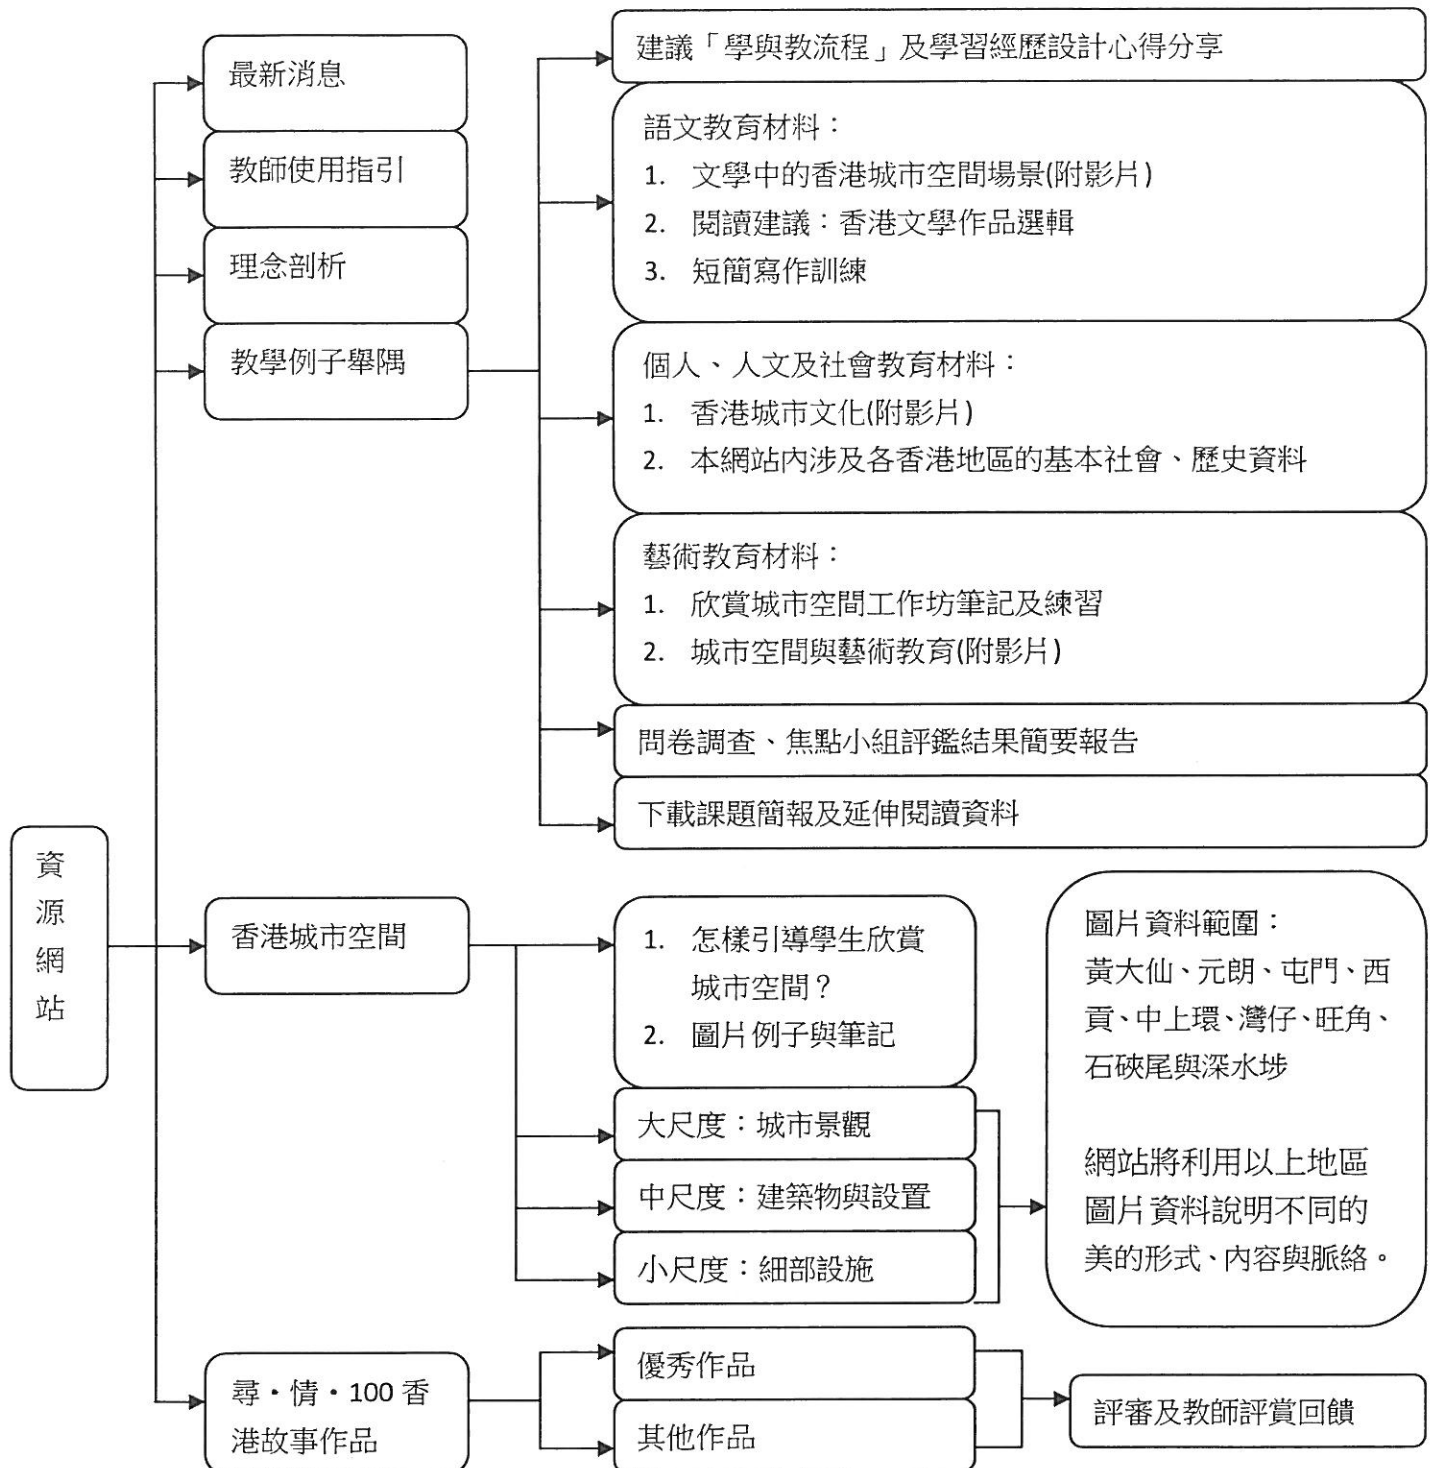 資
源
網
站
最新消息
教師使用指引
理念剖析
教學例子舉隅
建議「學與教流程」及學習經歷設計心得分享
語文教育材料：
1. 文學中的香港城市空間場景(附影片)
2. 閱讀建議：香港文學作品選輯
3. 短簡寫作訓練
個人、人文及社會教育材料：
1. 香港城市文化(附影片)
2. 本網站內涉及各香港地區的基本社會、歷史資料
藝術教育材料：
1. 欣賞城市空間工作坊筆記及練習
2. 城市空間與藝術教育(附影片)
問卷調查、焦點小組評鑑結果簡要報告
下載課題簡報及延伸閱讀資料
香港城市空間
1. 怎樣引導學生欣賞
城市空間？
2. 圖片例子與筆記
大尺度：城市景觀
中尺度：建築物與設置
小尺度：細部設施
圖片資料範圍：
黃大仙、元朗、屯門、西
貢、中上環、灣仔、旺角、
石硤尾與深水埗
網站將利用以上地區
圖片資料說明不同的
美的形式、內容與脈絡。
尋・情・100 香
港故事作品
優秀作品
其他作品
評審及教師評賞回饋